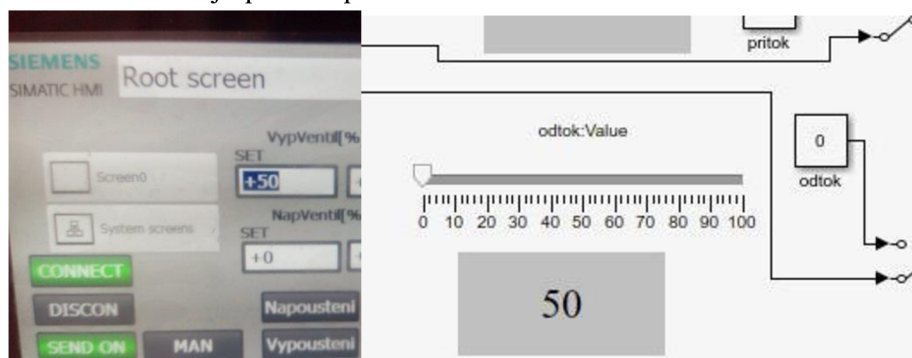 SIEMENS
SIMATIC HMI
Root screen
VypVentil[%
SET
+50
Screen0
NapVentil[%
SET
System screens
+0
CONNECT
DISCON
Napousteni
SEND ON
MAN
Vypousteni
pritok
odtok:Value
0
odtok
0 10 20 30 40 50 60 70 80 90 100
50